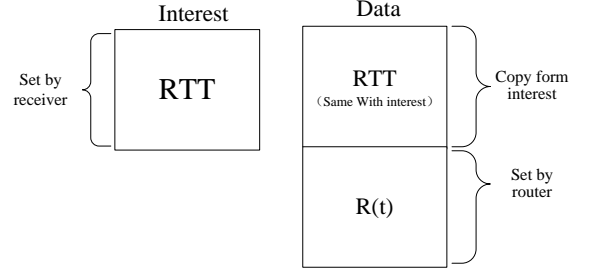 Interest
Set by
receiver
RTT
Data
RTT
（Same With interest）
Copy form
interest
R(t)
Set by
router